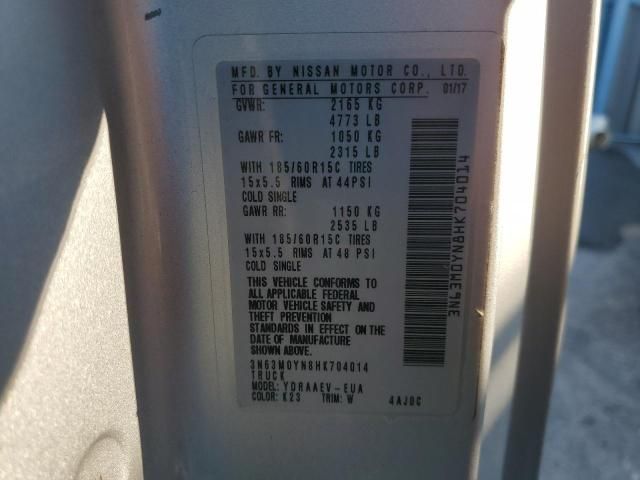 MFD. BY NISSAN MOTOR CO., LTD.
FOR GENERAL MOTORS CORP. 01/17
GVWR: 2165 KG
4773 LB
GAWR FR: 1050 KG
2315 LB
WITH 185/60R15C TIRES
15x5.5 RIMS AT 44PSI
COLD SINGLE
GAWR RR: 1150 KG
2535 LB
WITH 185/60R15C TIRES
15x5.5 RIMS AT 48 PSI
COLD SINGLE
THIS VEHICLE CONFORMS TO
ALL APPLICABLE FEDERAL
MOTOR VEHICLE SAFETY AND
THEFT PREVENTION
STANDARDS IN EFFECT ON THE
DATE OF MANUFACTURE
SHOWN ABOVE.
3N63M0YN8HK704014
TRUCK
MODEL: YDRAAEV-EUA
COLOR: K23 TRIM: W 4AJ0C
3N63M0YN8HK704014